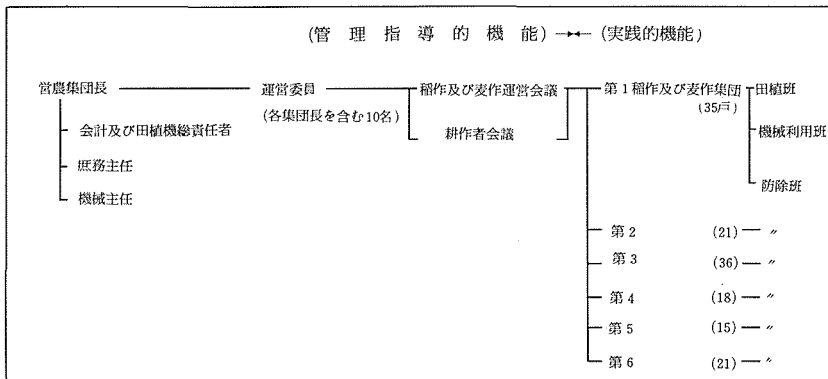 (管理指導的機能) (実践的機能)
営農集団長 運営委員 稲作及び麦作運営会議 第1稲作及び麦作集団 田植班
(各集団長を含む10名) (35戸)
会計及び田植機総責任者 耕作者会議 機械利用班
庶務主任
機械主任 防除班
第2 (21) 〃
第3 (36) 〃
第4 (18) 〃
第5 (15) 〃
第6 (21) 〃